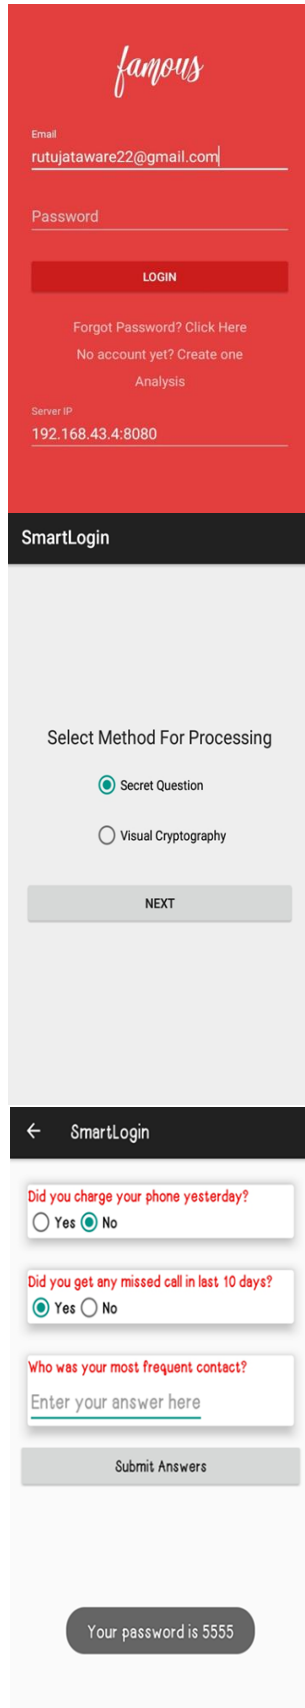 famous
Email
rutujataware22@gmail.com
Password
LOGIN
Forgot Password? Click Here
No account yet? Create one
Analysis
Server IP
192.168.43.4:8080
SmartLogin
Select Method For Processing
Secret Question
Visual Cryptography
NEXT
SmartLogin
Did you charge your phone yesterday?
Yes No
Did you get any missed call in last 10 days?
Yes No
Who was your most frequent contact?
Enter your answer here
Submit Answers
Your password is 5555